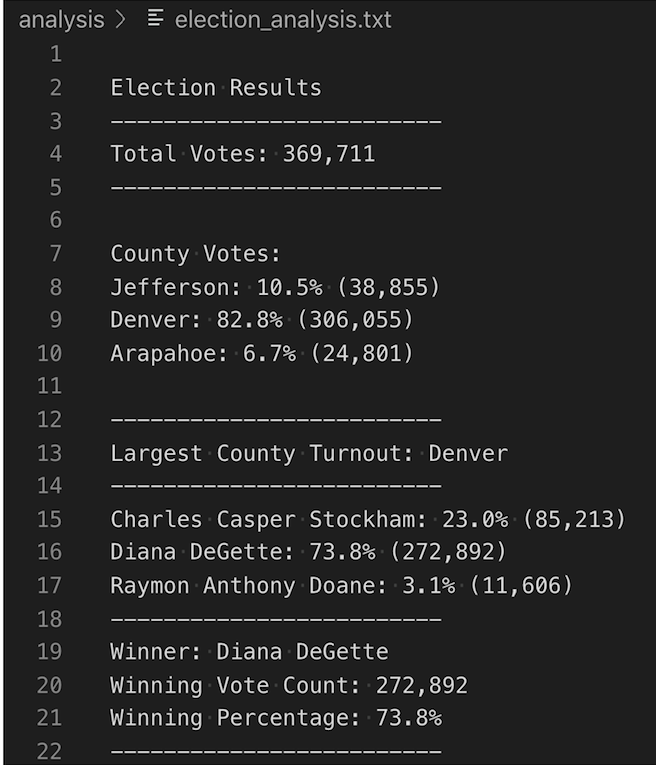 analysis > election_analysis.txt
1
2 Election Results
3 -------------------------
4 Total Votes: 369,711
5 -------------------------
6
7 County Votes:
8 Jefferson: 10.5% (38,855)
9 Denver: 82.8% (306,055)
10 Arapahoe: 6.7% (24,801)
11
12 -------------------------
13 Largest County Turnout: Denver
14 -------------------------
15 Charles Casper Stockham: 23.0% (85,213)
16 Diana DeGette: 73.8% (272,892)
17 Raymon Anthony Doane: 3.1% (11,606)
18 -------------------------
19 Winner: Diana DeGette
20 Winning Vote Count: 272,892
21 Winning Percentage: 73.8%
22 -------------------------